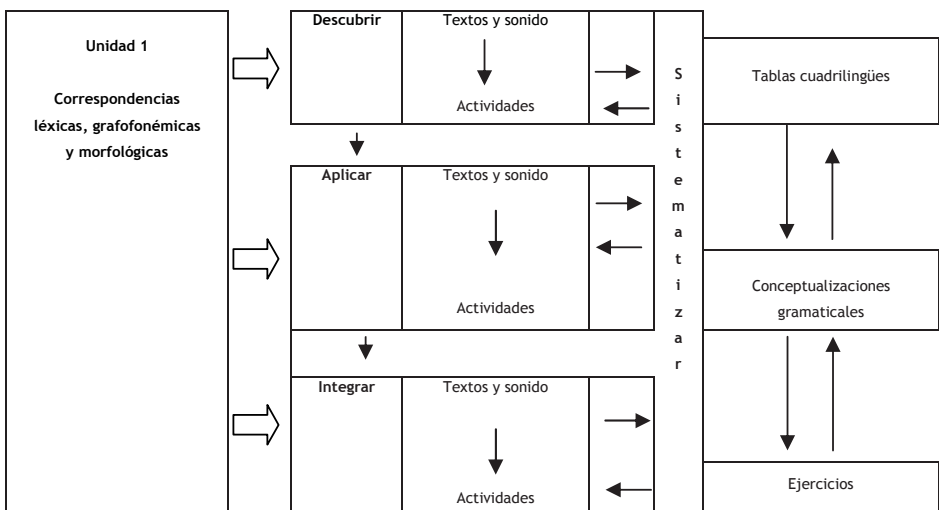 Unidad 1
Correspondencias
léxicas, grafofonémicas
y morfológicas
Descubrir
Textos y sonido
Actividades
Aplicar
Textos y sonido
Actividades
Integrar
Textos y sonido
Actividades
S
i
s
t
e
m
a
t
i
z
a
r
Tablas cuadrilingües
Conceptualizaciones
gramaticales
Ejercicios